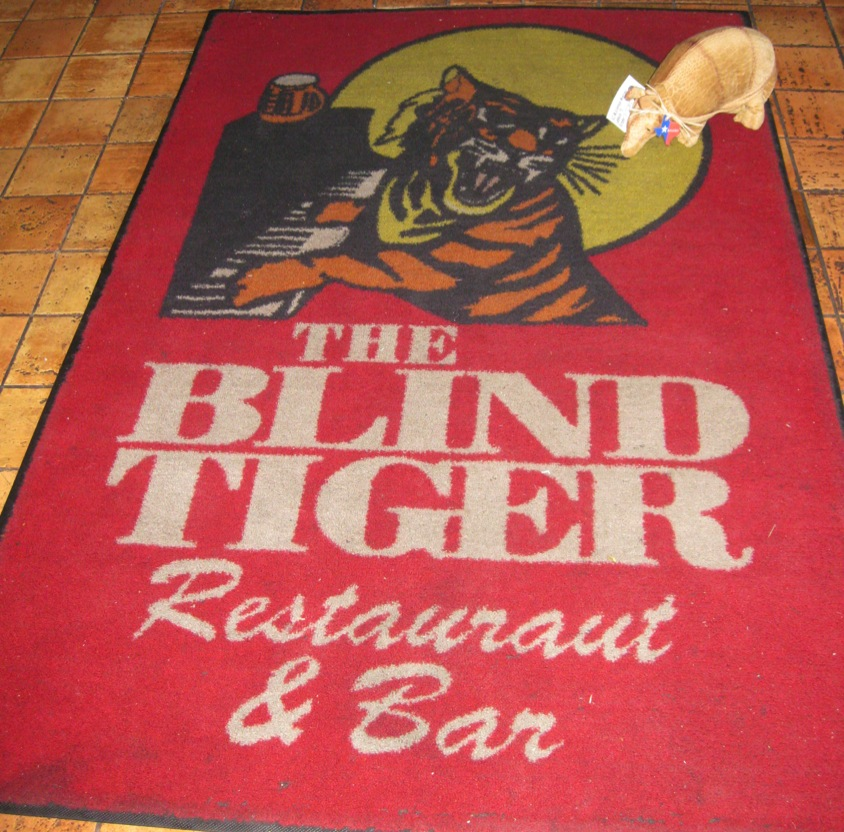 THE
BLIND
TIGER
Restauraut
& Bar